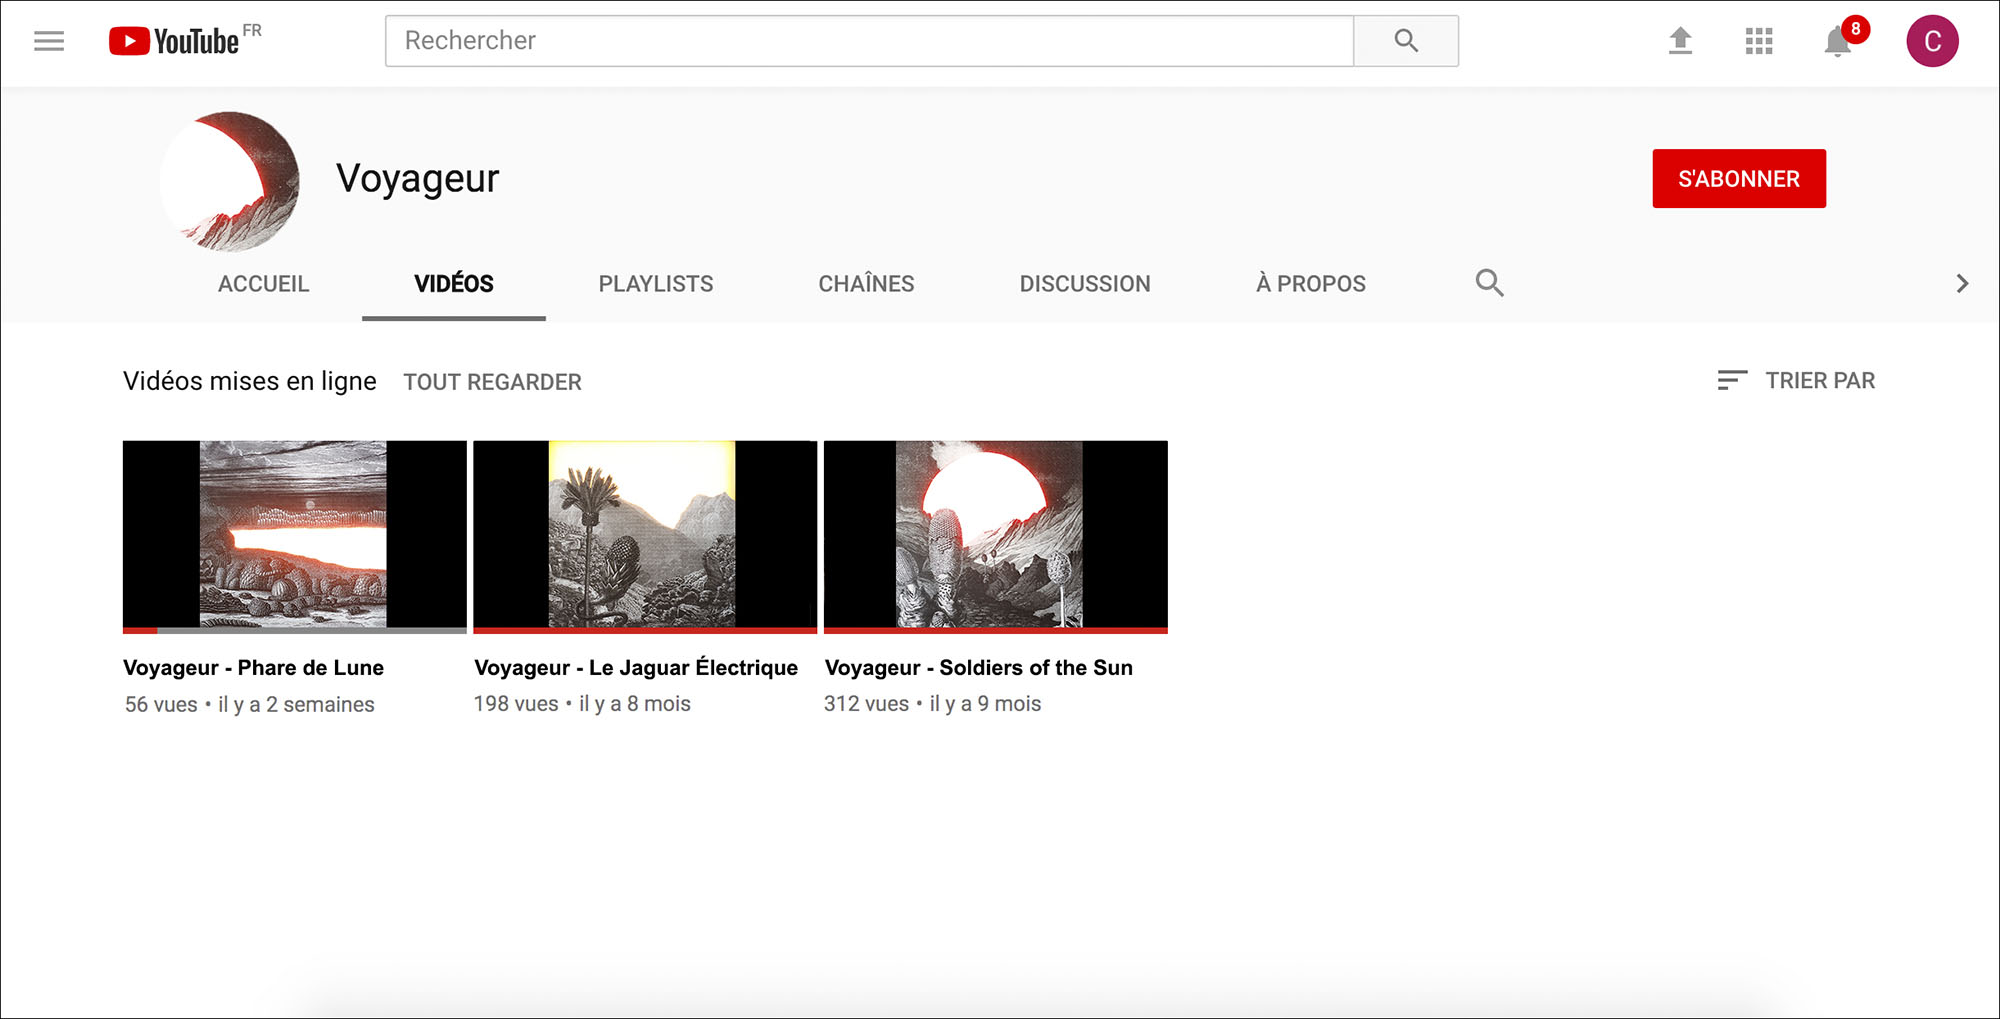 YouTube FR
Rechercher
8
C
Voyageur
S'ABONNER
ACCUEIL VIDÉOS PLAYLISTS CHAÎNES DISCUSSION À PROPOS
Vidéos mises en ligne TOUT REGARDER
TRIER PAR
Voyageur - Phare de Lune
56 vues • il y a 2 semaines
Voyageur - Le Jaguar Électrique
198 vues • il y a 8 mois
Voyageur - Soldiers of the Sun
312 vues • il y a 9 mois